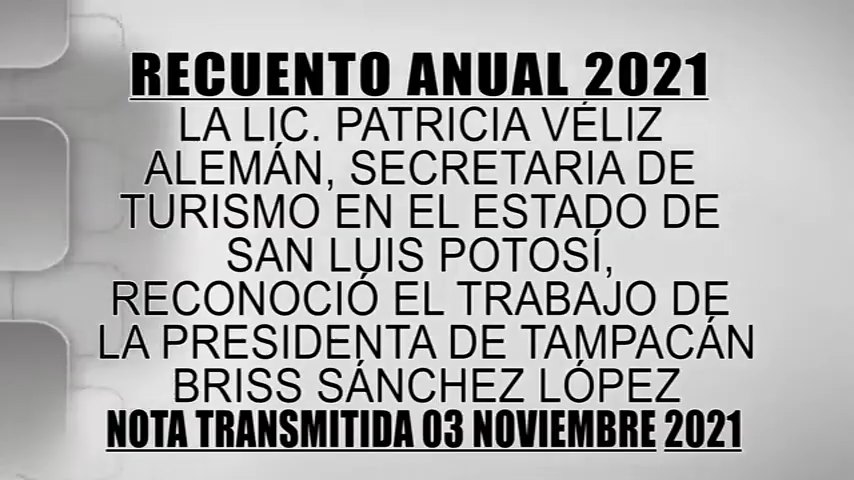 RECUENTO ANUAL 2021
LA LIC. PATRICIA VÉLIZ
ALEMÁN, SECRETARIA DE
TURISMO EN EL ESTADO DE
SAN LUIS POTOSÍ,
RECONOCIÓ EL TRABAJO DE
LA PRESIDENTA DE TAMPACÁN
BRISS SÁNCHEZ LÓPEZ
NOTA TRANSMITIDA 03 NOVIEMBRE 2021